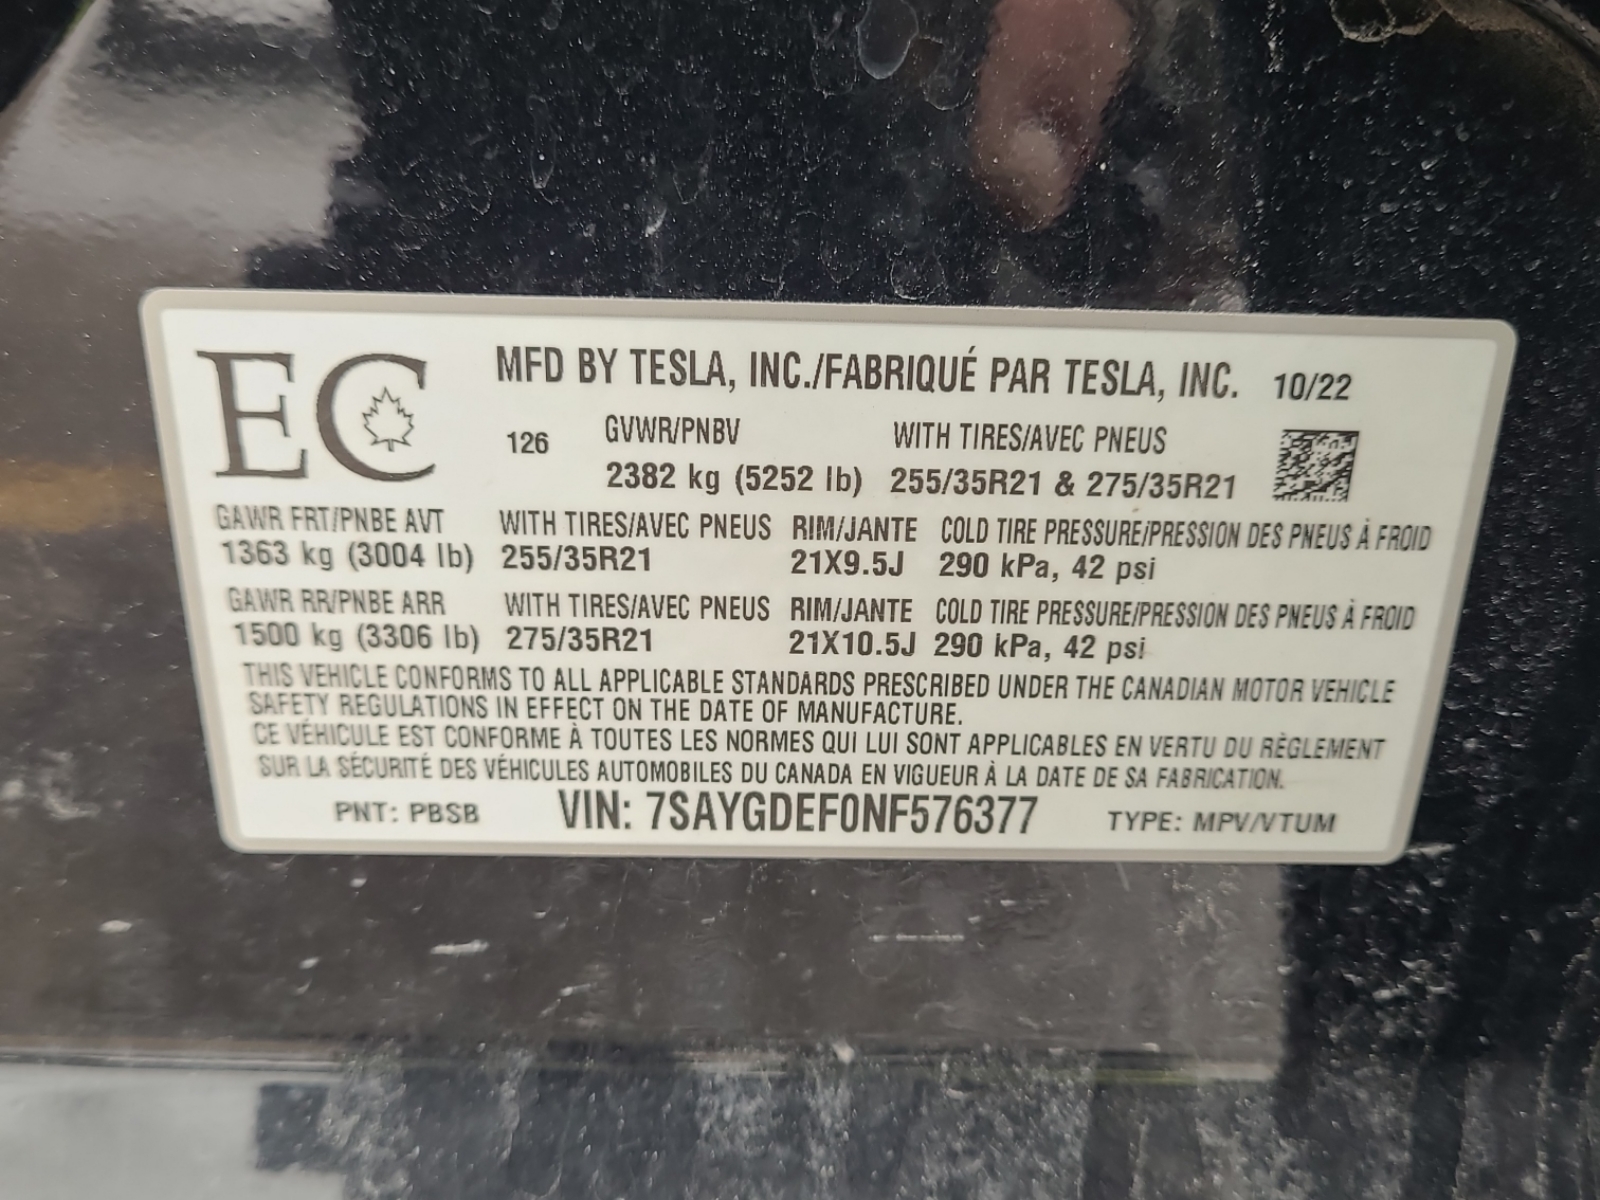 EC MFD BY TESLA, INC./FABRIQUÉ PAR TESLA, INC. 10/22
126 GVWR/PNBV WITH TIRES/AVEC PNEUS
2382 kg (5252 lb) 255/35R21 & 275/35R21
GAWR FRT/PNBE AVT WITH TIRES/AVEC PNEUS RIM/JANTE COLD TIRE PRESSURE/PRESSION DES PNEUS À FROID
1363 kg (3004 lb) 255/35R21 21X9.5J 290 kPa, 42 psi
GAWR RR/PNBE ARR WITH TIRES/AVEC PNEUS RIM/JANTE COLD TIRE PRESSURE/PRESSION DES PNEUS À FROID
1500 kg (3306 lb) 275/35R21 21X10.5J 290 kPa, 42 psi
THIS VEHICLE CONFORMS TO ALL APPLICABLE STANDARDS PRESCRIBED UNDER THE CANADIAN MOTOR VEHICLE
SAFETY REGULATIONS IN EFFECT ON THE DATE OF MANUFACTURE.
CE VÉHICULE EST CONFORME À TOUTES LES NORMES QUI LUI SONT APPLICABLES EN VERTU DU RÈGLEMENT
SUR LA SÉCURITÉ DES VÉHICULES AUTOMOBILES DU CANADA EN VIGUEUR À LA DATE DE SA FABRICATION.
PNT: PBSB VIN: 7SAYGDEF0NF576377 TYPE: MPV/VTUM